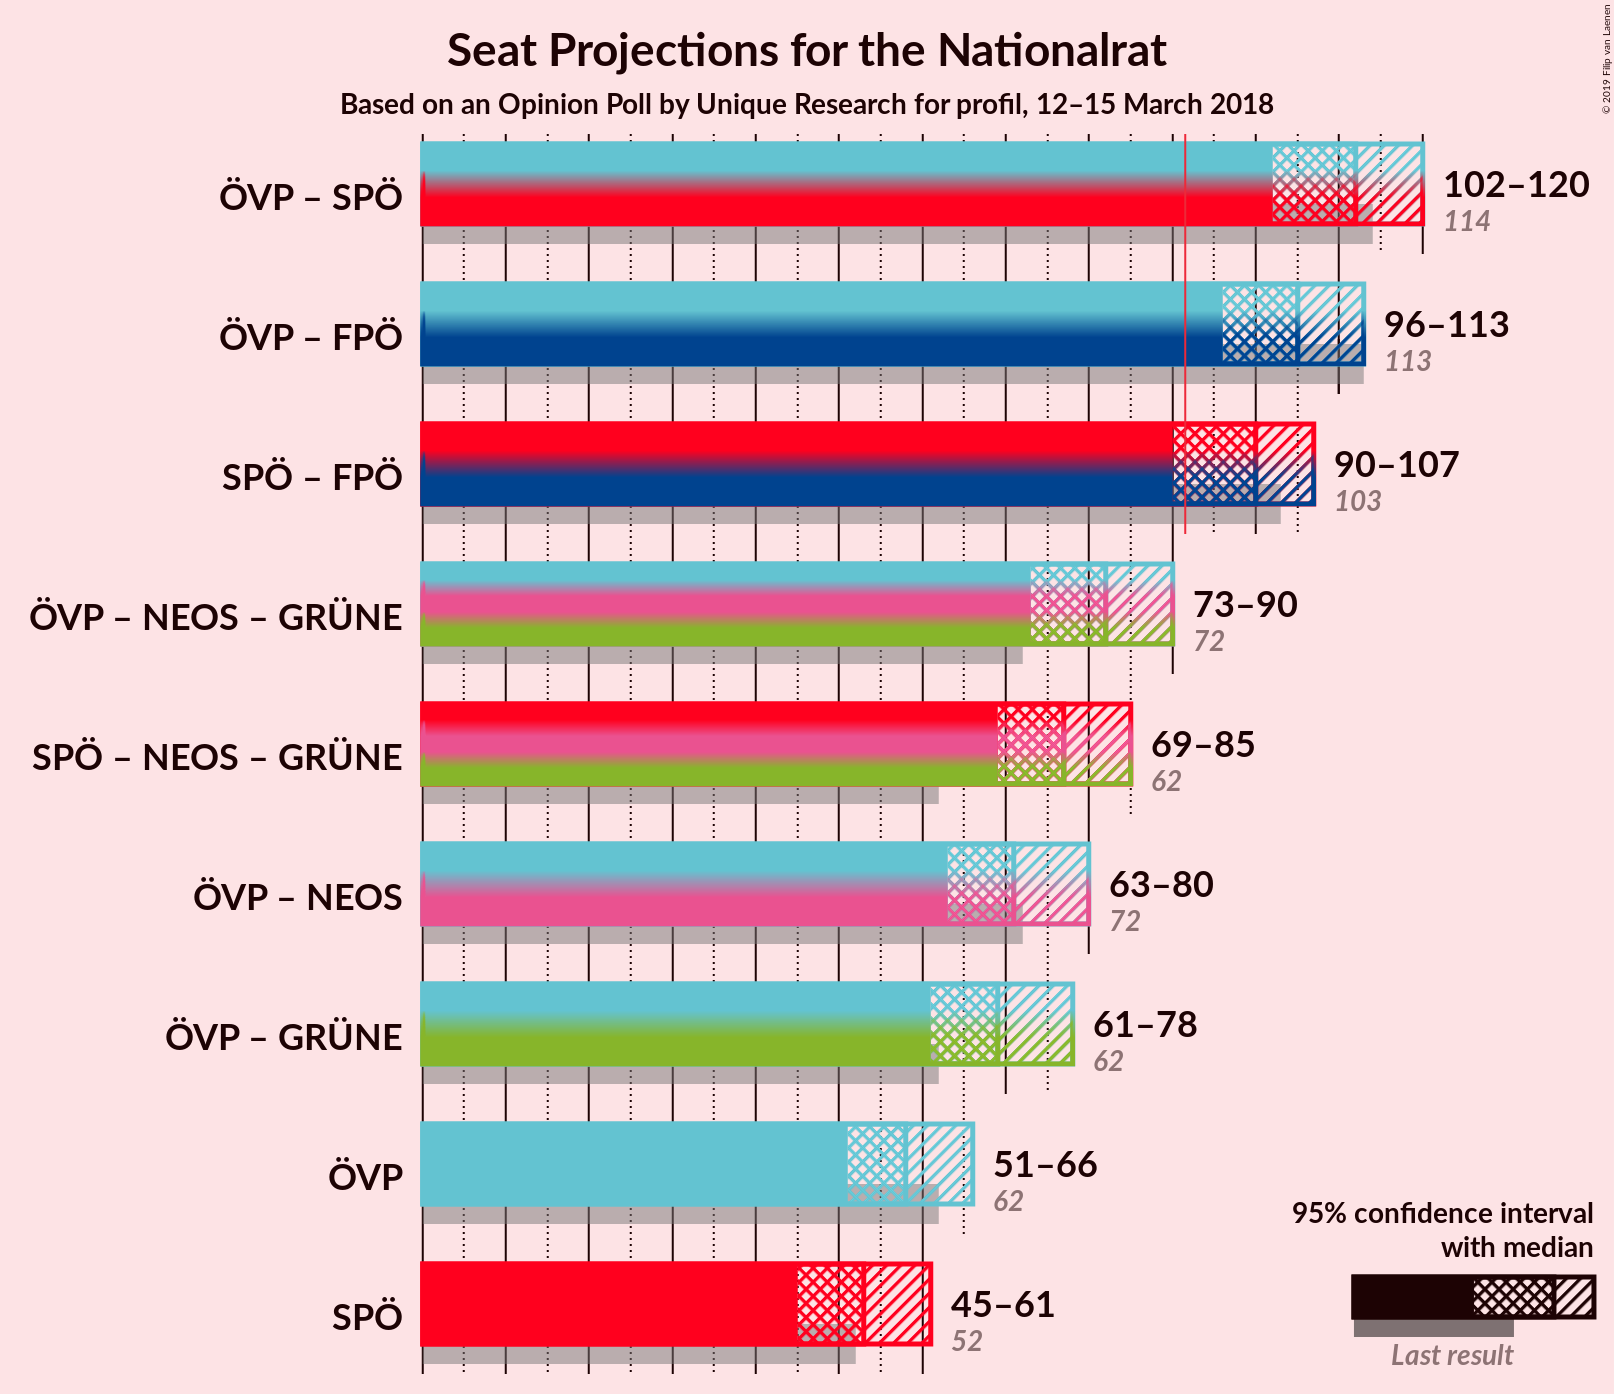 Seat Projections for the Nationalrat
Based on an Opinion Poll by Unique Research for profil, 12–15 March 2018
© 2019 Filip van Laenen
ÖVP – SPÖ
102–120
114
ÖVP – FPÖ
96–113
113
SPÖ – FPÖ
90–107
103
ÖVP – NEOS – GRÜNE
73–90
72
SPÖ – NEOS – GRÜNE
69–85
62
ÖVP – NEOS
63–80
72
ÖVP – GRÜNE
61–78
62
ÖVP
51–66
62
SPÖ
45–61
52
95% confidence interval
with median
Last result